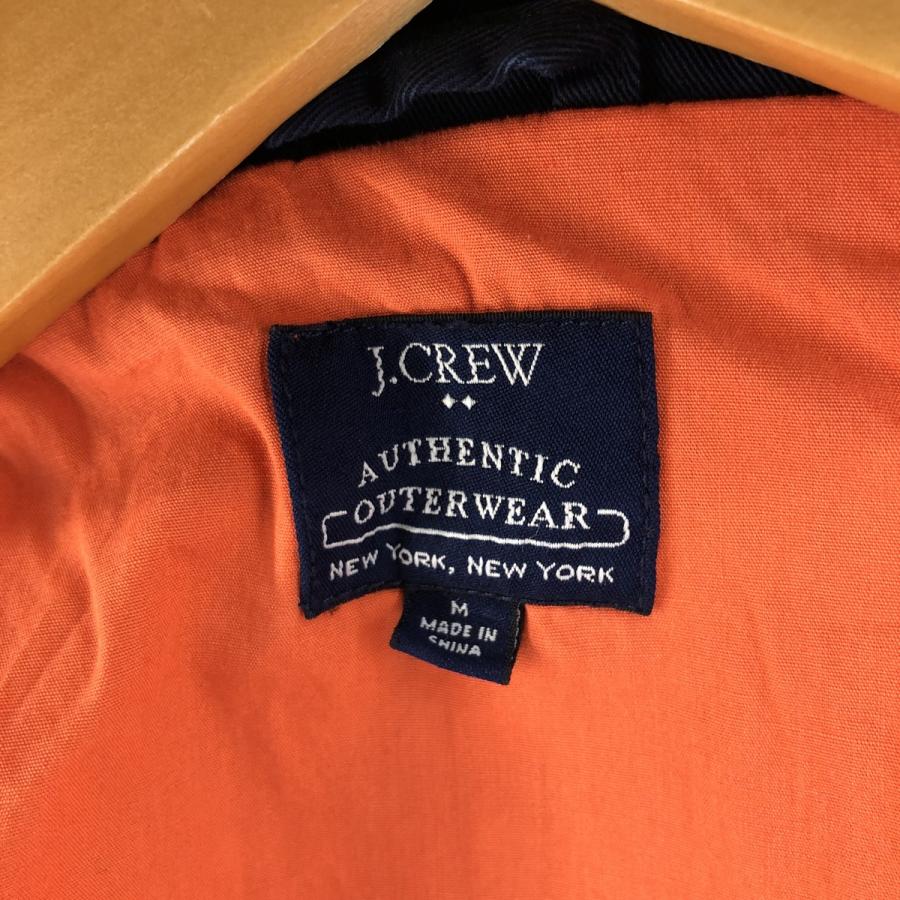 J.CREW
AUTHENTIC
OUTERWEAR
NEW YORK, NEW YORK
M
MADE IN
CHINA